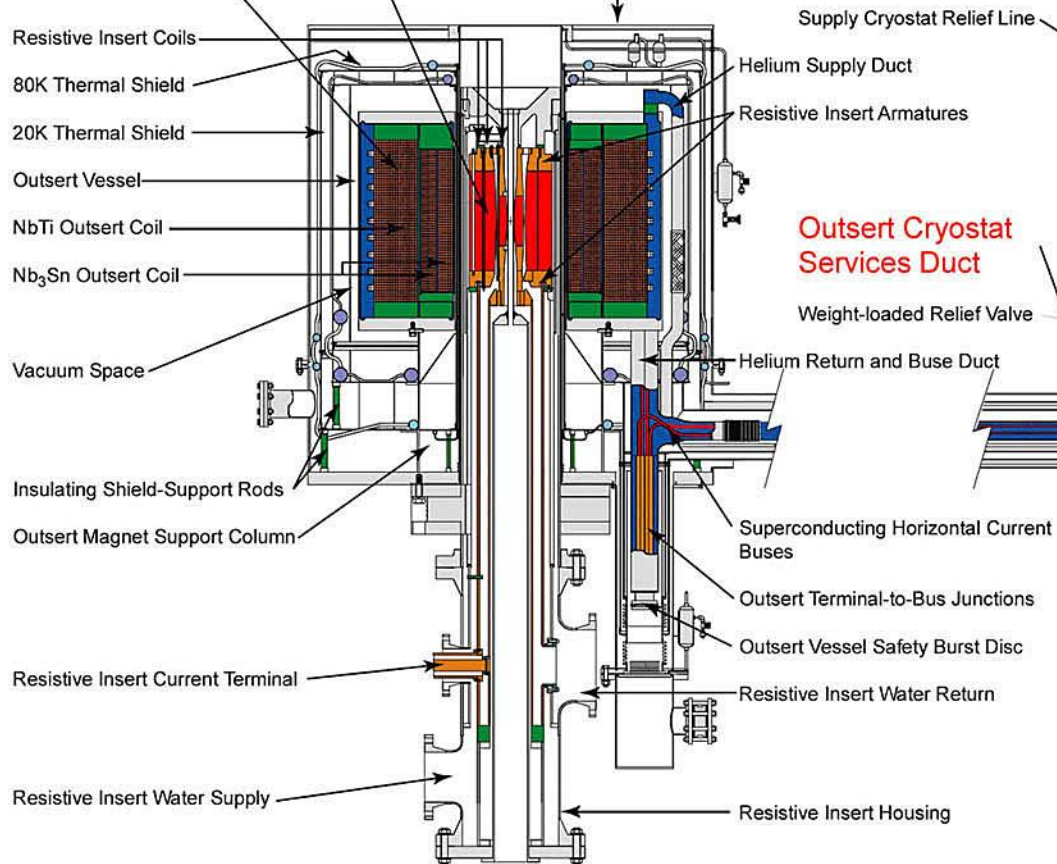 Resistive Insert Coils
80K Thermal Shield
20K Thermal Shield
Outsert Vessel
NbTi Outsert Coil
Nb₃Sn Outsert Coil
Vacuum Space
Insulating Shield-Support Rods
Outsert Magnet Support Column
Resistive Insert Current Terminal
Resistive Insert Water Supply
Supply Cryostat Relief Line
Helium Supply Duct
Resistive Insert Armatures
Outsert Cryostat
Services Duct
Weight-loaded Relief Valve
Helium Return and Buse Duct
Superconducting Horizontal Current
Buses
Outsert Terminal-to-Bus Junctions
Outsert Vessel Safety Burst Disc
Resistive Insert Water Return
Resistive Insert Housing